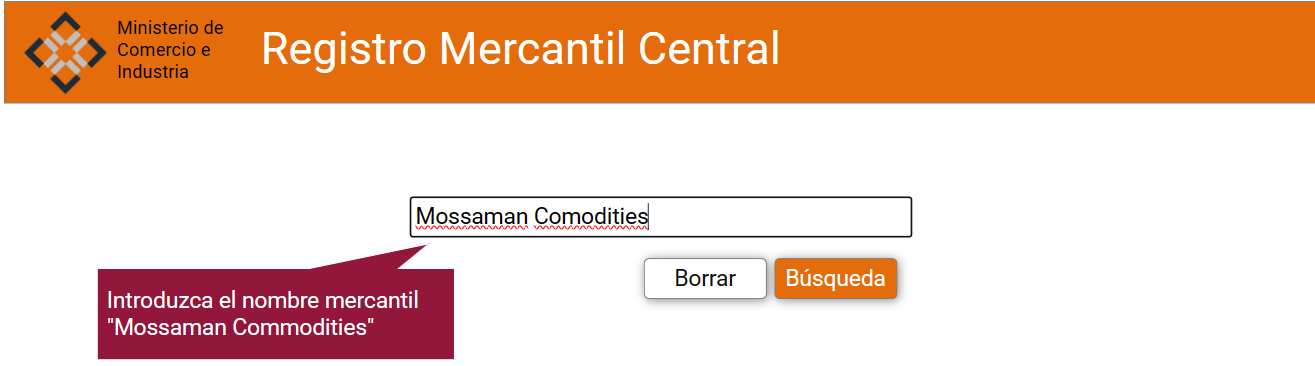 Ministerio de
Comercio e
Industria
Registro Mercantil Central
Mossaman Comodities
Borrar
Búsqueda
Introduzca el nombre mercantil
"Mossaman Commodities"